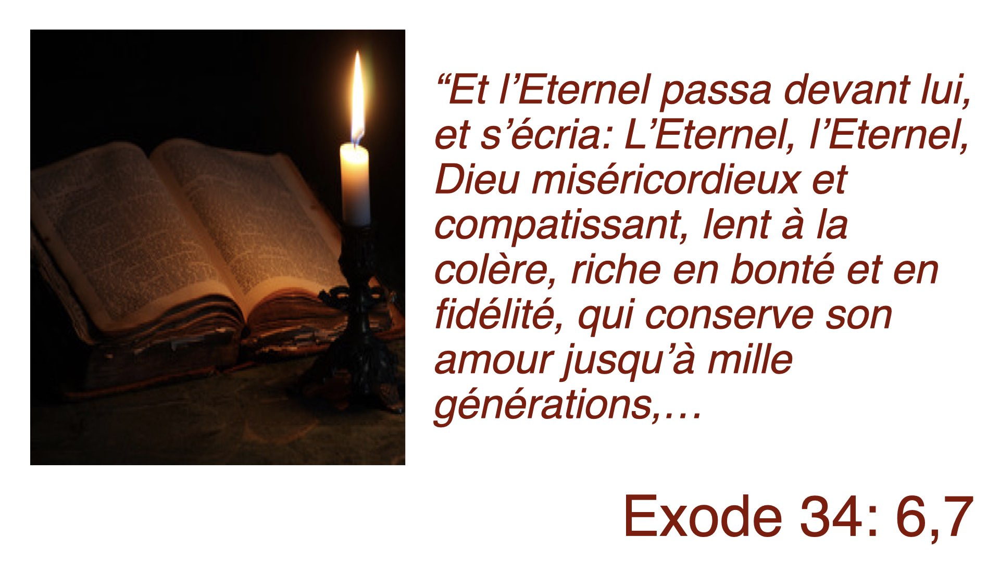 “Et l’Eternel passa devant lui,
et s’écria: L’Eternel, l’Eternel,
Dieu miséricordieux et
compatissant, lent à la
colère, riche en bonté et en
fidélité, qui conserve son
amour jusqu’à mille
générations,…
Exode 34: 6,7